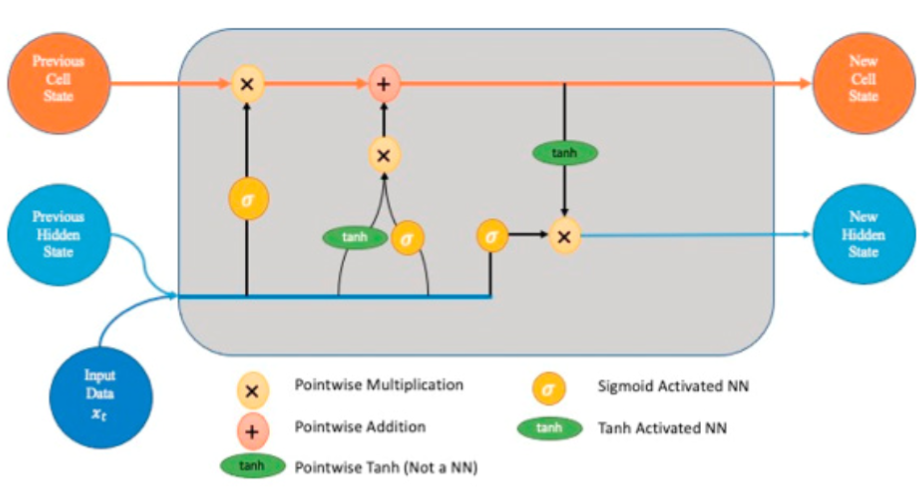 Previous
Cell
State
×
+
New
Cell
State
×
tanh
σ
Previous
Hidden
State
tanh
σ
σ
×
New
Hidden
State
Input
Data
xₜ
× Pointwise Multiplication
σ Sigmoid Activated NN
+ Pointwise Addition
tanh Tanh Activated NN
tanh Pointwise Tanh (Not a NN)